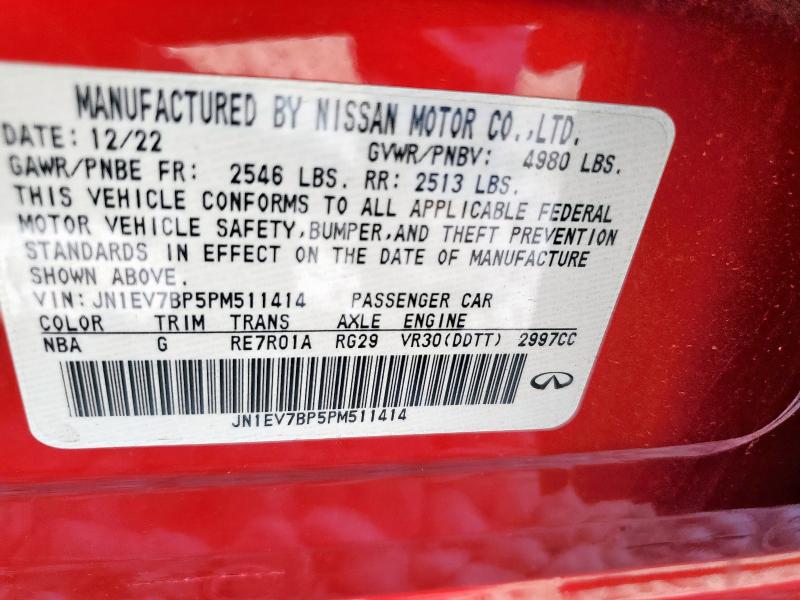 MANUFACTURED BY NISSAN MOTOR CO.,LTD.
DATE: 12/22 GVWR/PNBV: 4980 LBS.
GAWR/PNBE FR: 2546 LBS. RR: 2513 LBS.
THIS VEHICLE CONFORMS TO ALL APPLICABLE FEDERAL
MOTOR VEHICLE SAFETY,BUMPER,AND THEFT PREVENTION
STANDARDS IN EFFECT ON THE DATE OF MANUFACTURE
SHOWN ABOVE.
VIN:JN1EV7BP5PM511414 PASSENGER CAR
COLOR TRIM TRANS AXLE ENGINE
NBA G RE7R01A RG29 VR30(DDTT) 2997CC
JN1EV7BP5PM511414